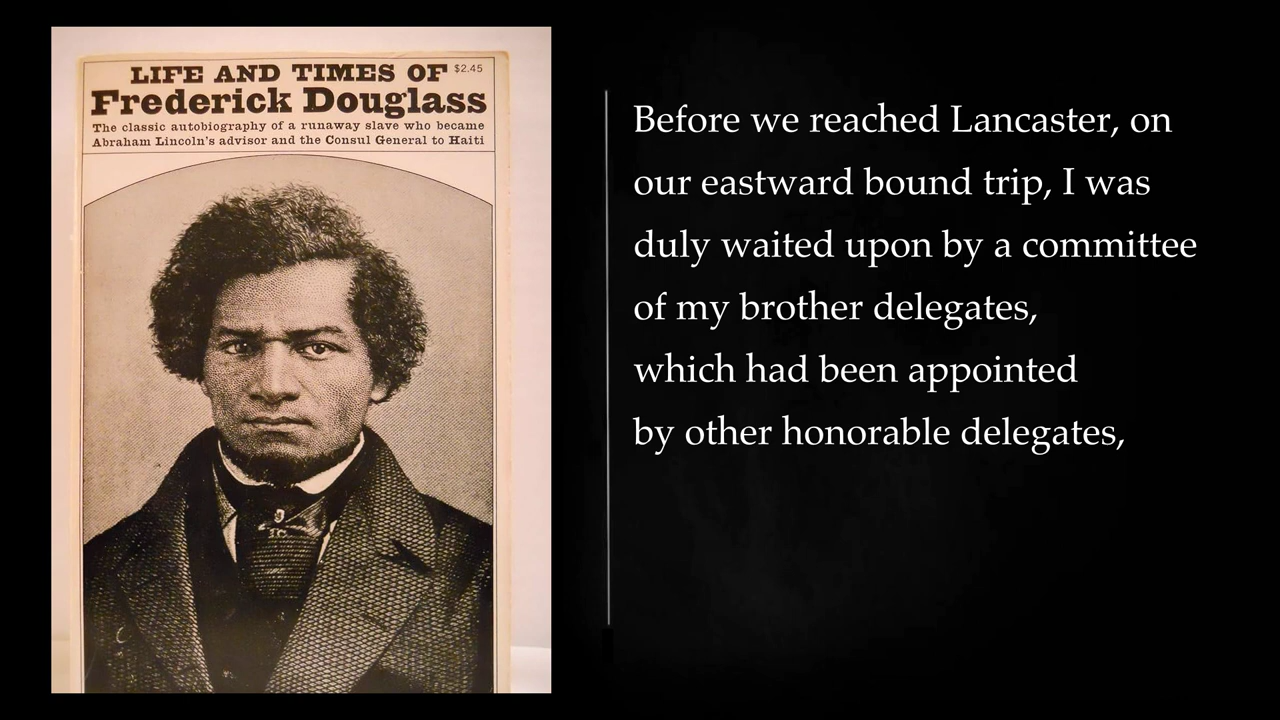 LIFE AND TIMES OF $2.45
Frederick Douglass
The classic autobiography of a runaway slave who became
Abraham Lincoln's advisor and the Consul General to Haiti
Before we reached Lancaster, on
our eastward bound trip, I was
duly waited upon by a committee
of my brother delegates,
which had been appointed
by other honorable delegates,